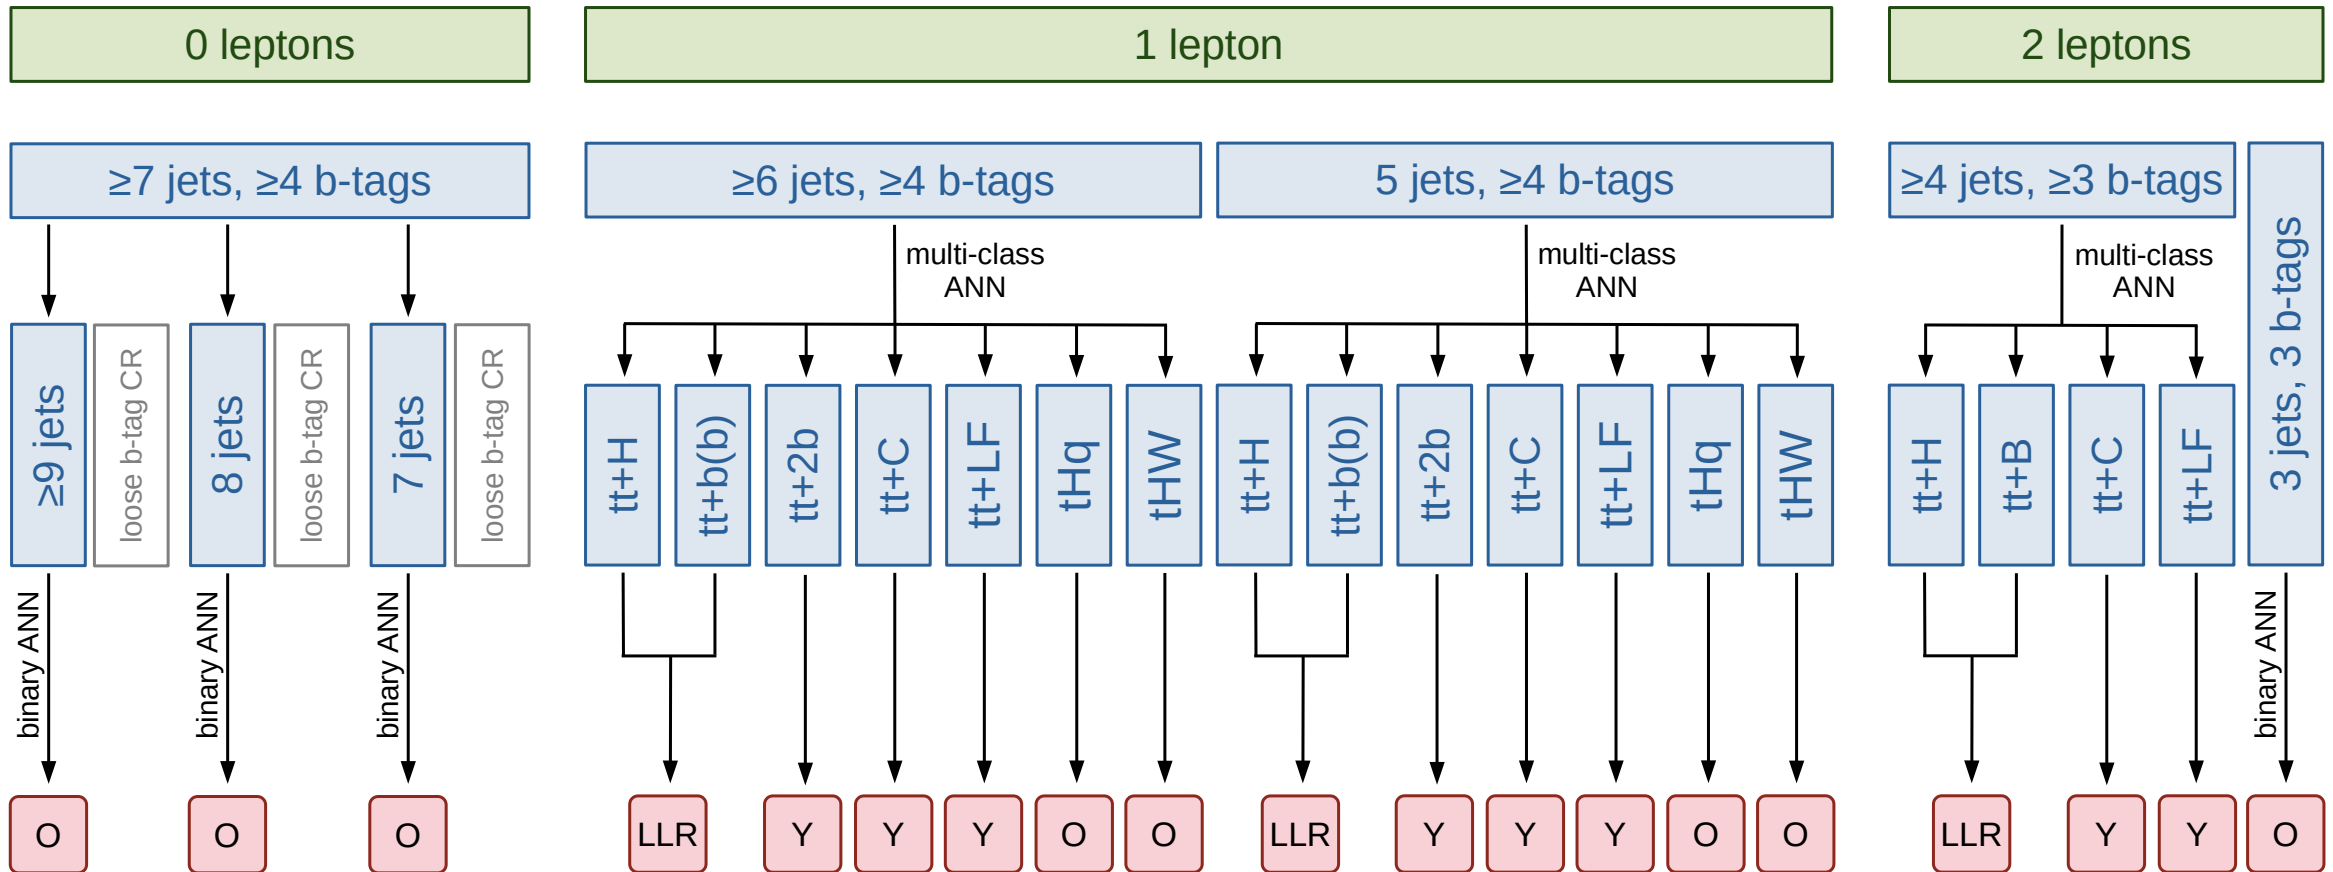 0 leptons
1 lepton
2 leptons
≥7 jets, ≥4 b-tags
≥6 jets, ≥4 b-tags
5 jets, ≥4 b-tags
≥4 jets, ≥3 b-tags
3 jets, 3 b-tags
multi-class
ANN
multi-class
ANN
multi-class
ANN
≥9 jets
loose b-tag CR
8 jets
loose b-tag CR
7 jets
loose b-tag CR
tt+H
tt+b(b)
tt+2b
tt+C
tt+LF
tHq
tHW
tt+H
tt+b(b)
tt+2b
tt+C
tt+LF
tHq
tHW
tt+H
tt+B
tt+C
tt+LF
binary ANN
binary ANN
binary ANN
binary ANN
O
O
O
LLR
Y
Y
Y
O
O
LLR
Y
Y
Y
O
O
LLR
Y
Y
O